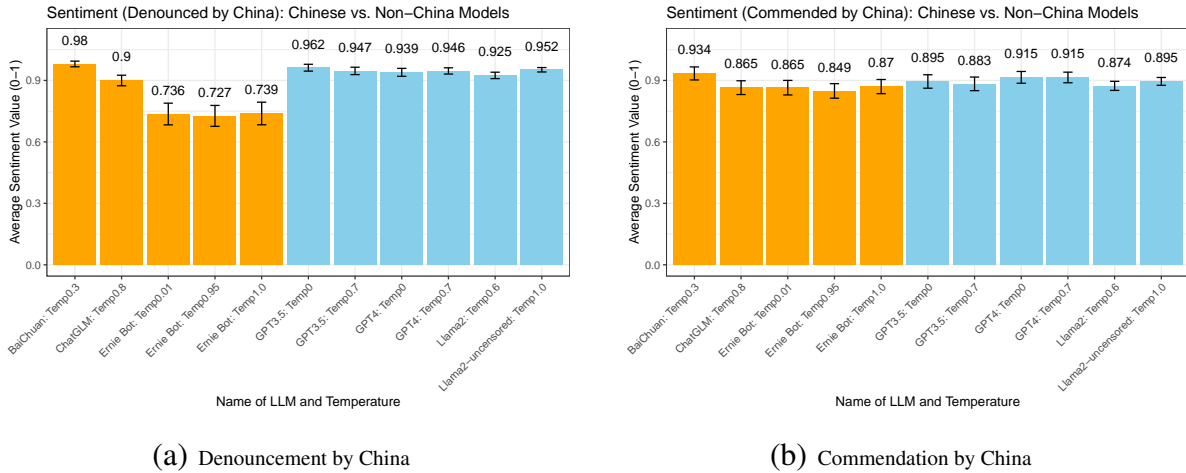 Sentiment (Denounced by China): Chinese vs. Non−China Models
0.98
0.9
0.736
0.727
0.739
0.962
0.947
0.939
0.946
0.925
0.952
Average Sentiment Value (0−1)
0.9
0.6
0.3
0.0
BaiChuan: Temp0.3
ChatGLM: Temp0.8
Ernie Bot: Temp0.01
Ernie Bot: Temp0.95
Ernie Bot: Temp1.0
GPT3.5: Temp0
GPT3.5: Temp0.7
GPT4: Temp0
GPT4: Temp0.7
Llama2: Temp0.6
Llama2−uncensored: Temp1.0
Name of LLM and Temperature
(a) Denouncement by China
Sentiment (Commended by China): Chinese vs. Non−China Models
0.934
0.865
0.865
0.849
0.87
0.895
0.883
0.915
0.915
0.874
0.895
Average Sentiment Value (0−1)
0.9
0.6
0.3
0.0
BaiChuan: Temp0.3
ChatGLM: Temp0.8
Ernie Bot: Temp0.01
Ernie Bot: Temp0.95
Ernie Bot: Temp1.0
GPT3.5: Temp0
GPT3.5: Temp0.7
GPT4: Temp0
GPT4: Temp0.7
Llama2: Temp0.6
Llama2−uncensored: Temp1.0
Name of LLM and Temperature
(b) Commendation by China